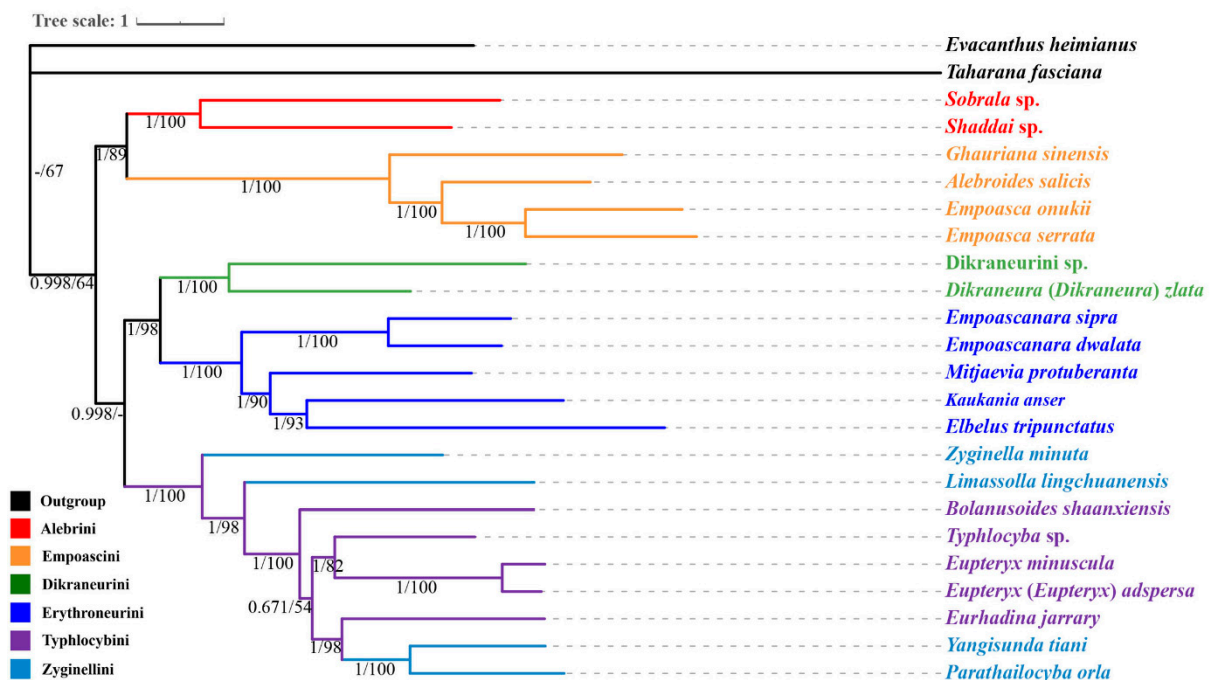 Tree scale: 1
Evacanthus heimianus
Taharana fasciana
Sobrala sp.
1/100
Shaddai sp.
1/89
Ghauriana sinensis
-/67
Alebroides salicis
1/100
Empoasca onukii
1/100
Empoasca serrata
1/100
Dikraneurini sp.
0.998/64
1/100
Dikraneura (Dikraneura) zlata
Empoascanara sipra
1/98
1/100
Empoascanara dwalata
1/100
Mitjaevia protuberanta
1/90
Kaukania anser
0.998/-
1/93
Elbelus tripunctatus
Zyginella minuta
1/100
Limassolla lingchuanensis
Outgroup
Bolanusoides shaanxiensis
1/98
Alebrini
Typhlocyba sp.
1/100
Empoascini
1/82
Eupteryx minuscula
1/100
Dikraneurini
Eupteryx (Eupteryx) adspersa
0.671/54
Erythroneurini
Eurhadina jarrary
Typhlocybini
1/98
Yangisunda tiani
Zyginellini
1/100
Parathailocyba orla